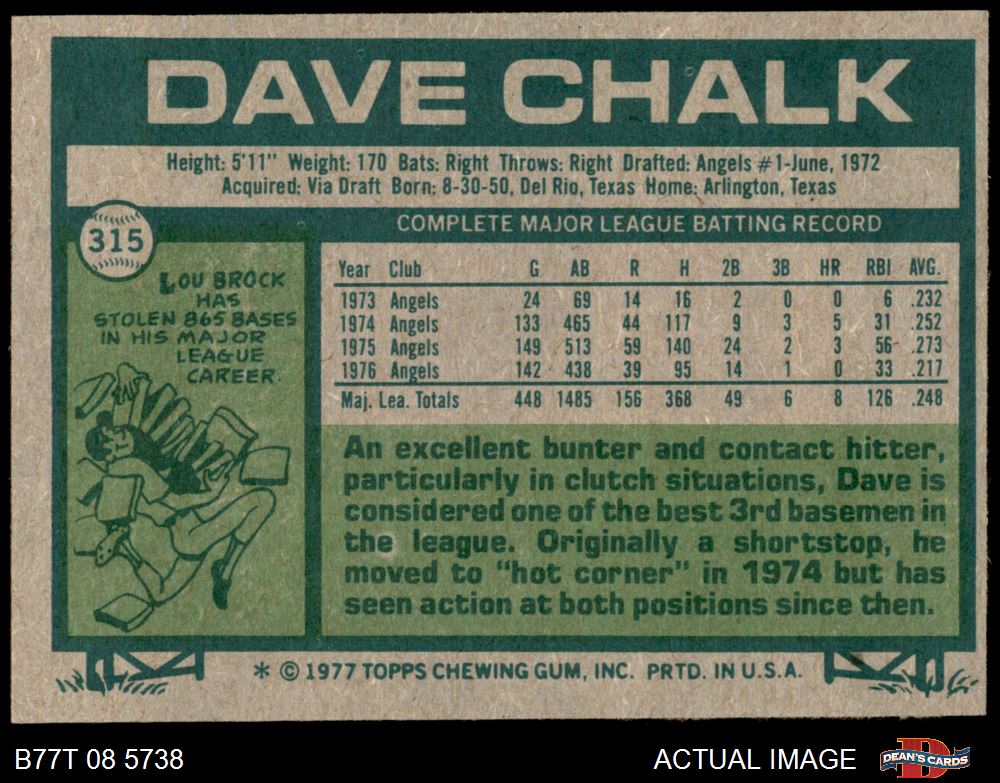 DAVE CHALK
Height: 5'11" Weight: 170 Bats: Right Throws: Right Drafted: Angels #1-June, 1972
Acquired: Via Draft Born: 8-30-50, Del Rio, Texas Home: Arlington, Texas
315
COMPLETE MAJOR LEAGUE BATTING RECORD
LOU BROCK
HAS
STOLEN 865 BASES
IN HIS MAJOR
LEAGUE
CAREER.
Year Club G AB R H 2B 3B HR RBI AVG.
1973 Angels 24 69 14 16 2 0 0 6 .232
1974 Angels 133 465 44 117 9 3 5 31 .252
1975 Angels 149 513 59 140 24 2 3 56 .273
1976 Angels 142 438 39 95 14 1 0 33 .217
Maj. Lea. Totals 448 1485 156 368 49 6 8 126 .248
An excellent bunter and contact hitter,
particularly in clutch situations, Dave is
considered one of the best 3rd basemen in
the league. Originally a shortstop, he
moved to "hot corner" in 1974 but has
seen action at both positions since then.
* © 1977 TOPPS CHEWING GUM, INC. PRTD. IN U.S.A.
B77T 08 5738
ACTUAL IMAGE
DEAN'S CARDS